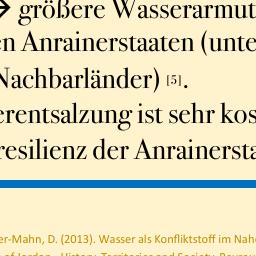 → größere Wasserarmut
en Anrainerstaaten (unte
Nachbarländer) [5].
erentsalzung ist sehr kos
resilienz der Anrainersta
er-Mahn, D. (2013). Wasser als Konfliktstoff im Nah